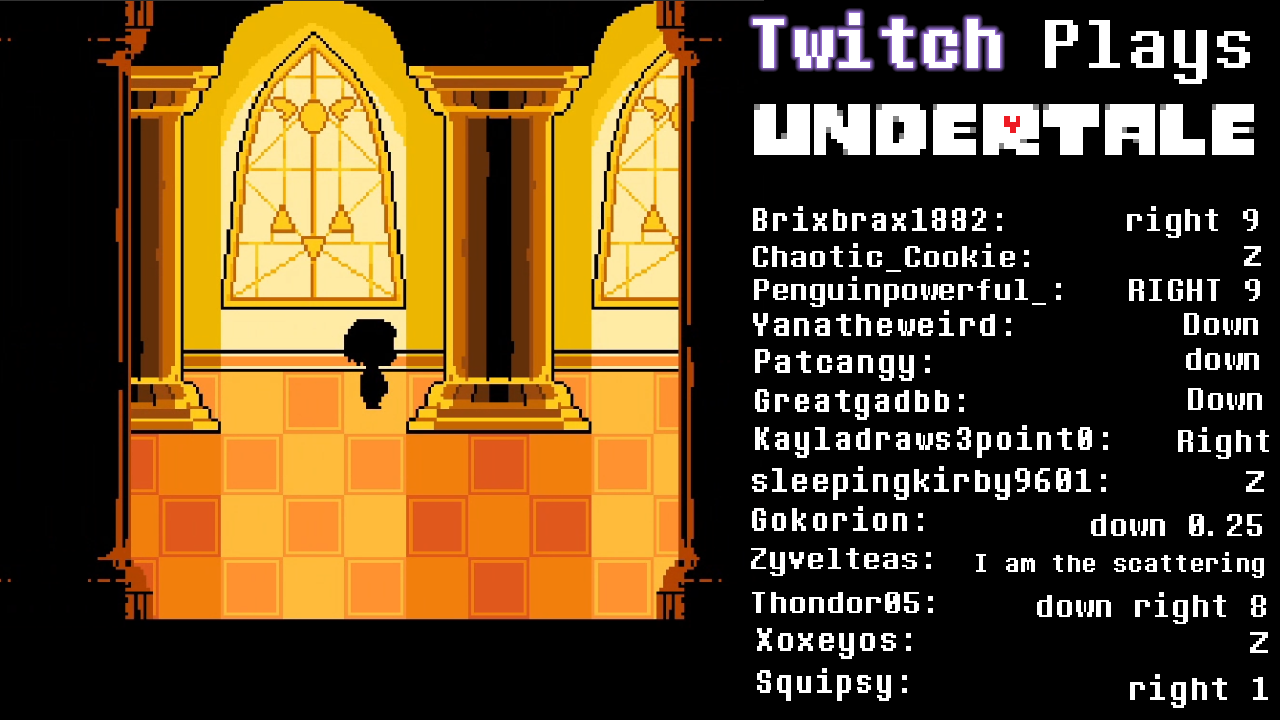 Twitch Plays
UNDERTALE
Brixbrax1882: right 9
Chaotic_Cookie: Z
Penguinpowerful_: RIGHT 9
Yanatheweird: Down
Patcangy: down
Greatgadbb: Down
Kayladraws3point0: Right
sleepingkirby9601: Z
Gokorion: down 0.25
Zyvelteas: I am the scattering
Thondor05: down right 8
Xoxeyos: Z
Squipsy: right 1